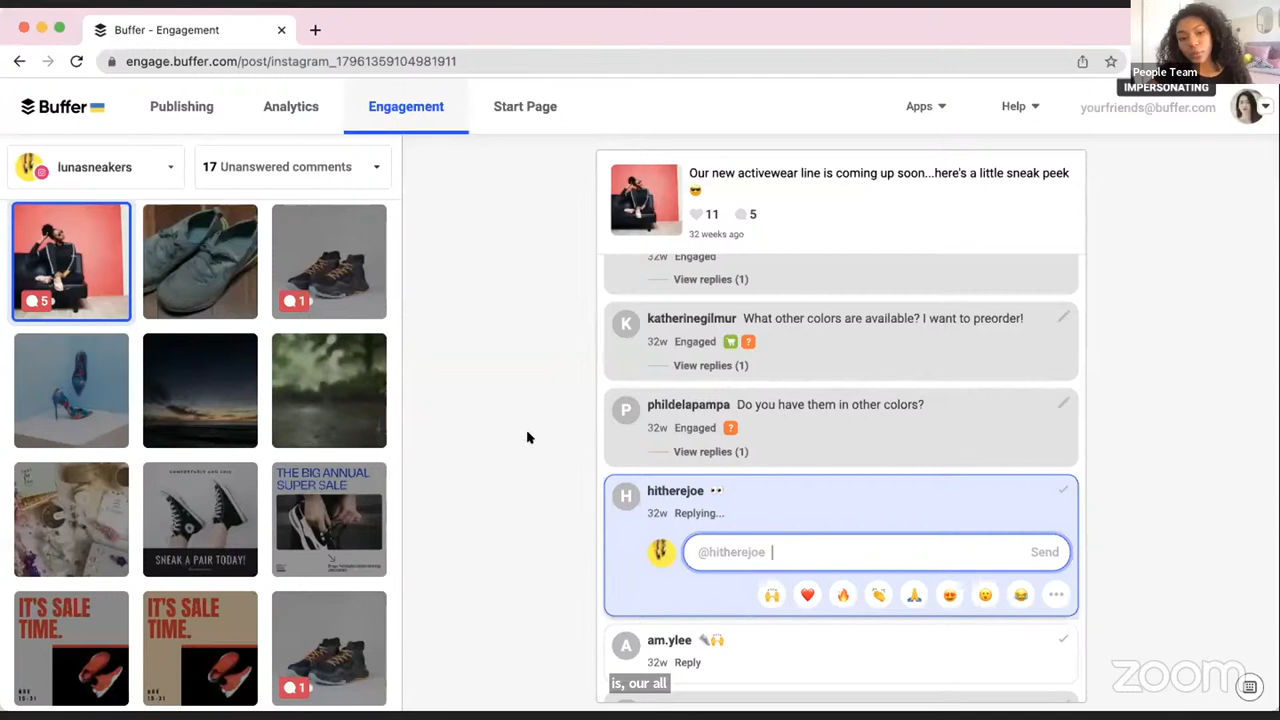 Buffer - Engagement
engage.buffer.com/post/instagram_17961359104981911
People Team
IMPERSONATING
Buffer
Publishing
Analytics
Engagement
Start Page
Apps
Help
yourfriends@buffer.com
lunasneakers
17 Unanswered comments
Our new activewear line is coming up soon...here's a little sneak peek
😎
11
5
32 weeks ago
32w Engaged
View replies (1)
K
katherinegilmur What other colors are available? I want to preorder!
32w Engaged
View replies (1)
P
phildelapampa Do you have them in other colors?
32w Engaged
View replies (1)
H
hitherejoe 👀
32w Replying...
@hitherejoe
Send
A
am.ylee
32w Reply
is, our all
5
1
THE BIG ANNUAL
SUPER SALE
SNEAK A PAIR TODAY!
IT'S SALE
TIME.
IT'S SALE
TIME.
1
zoom